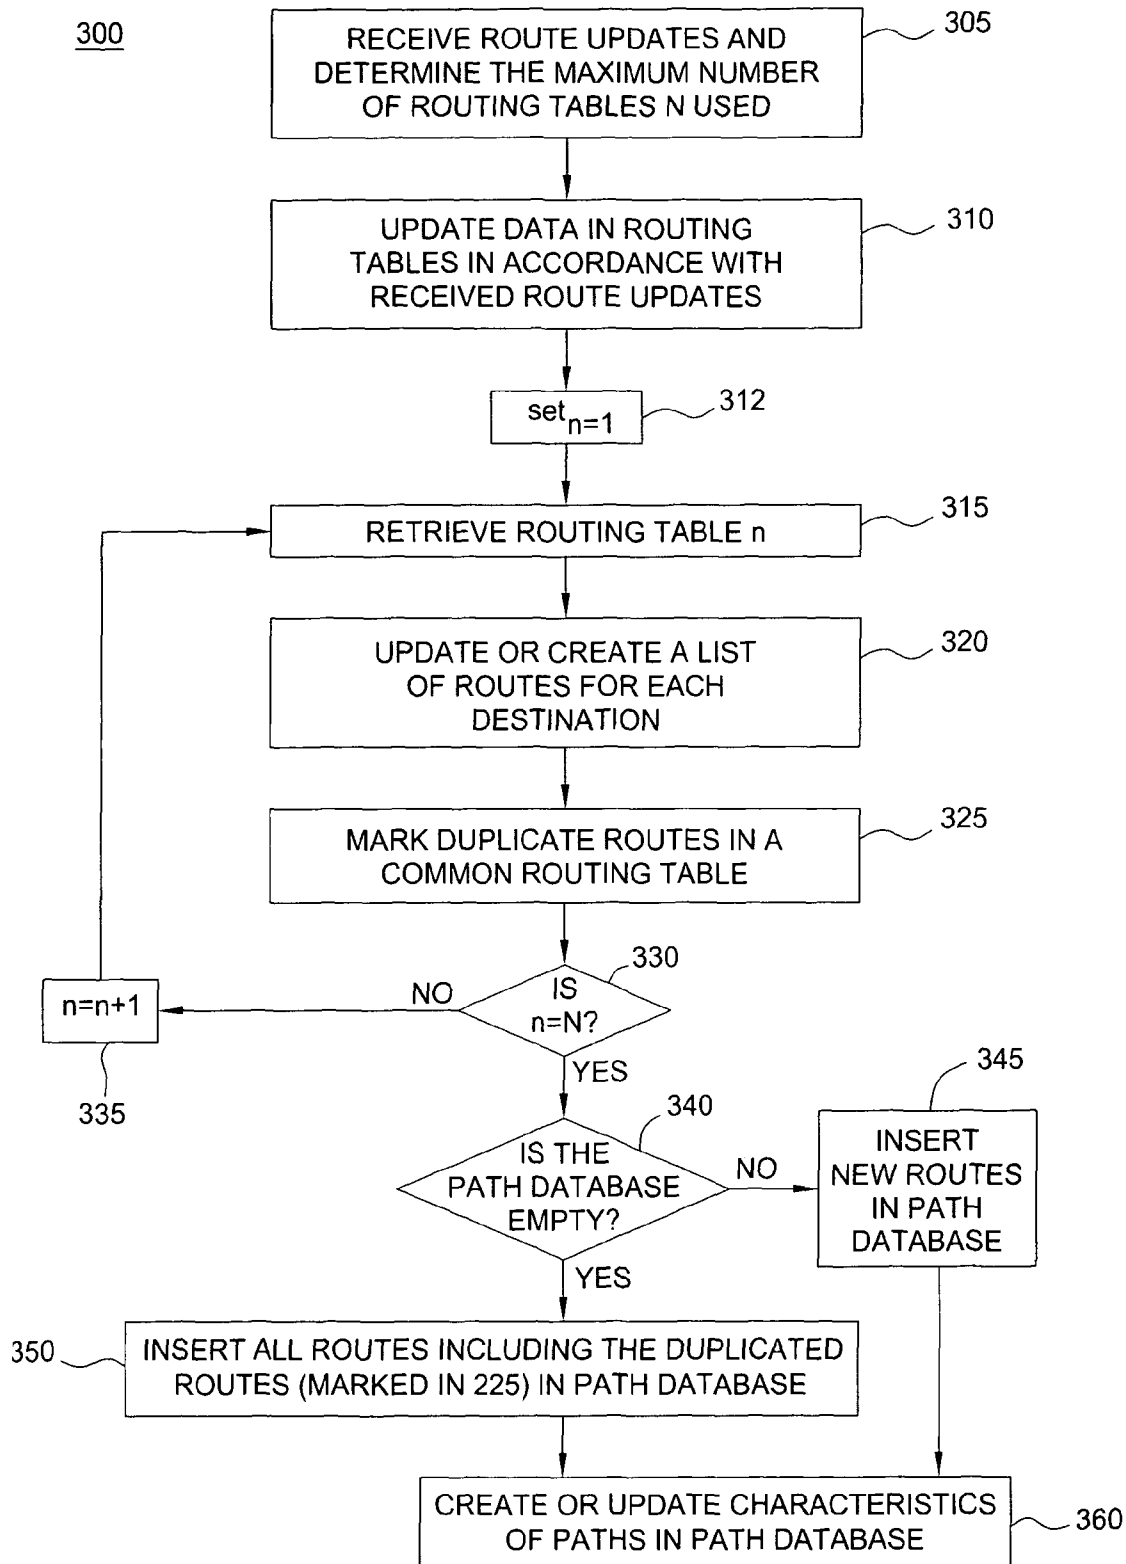 300
RECEIVE ROUTE UPDATES AND
DETERMINE THE MAXIMUM NUMBER
OF ROUTING TABLES N USED
305
UPDATE DATA IN ROUTING
TABLES IN ACCORDANCE WITH
RECEIVED ROUTE UPDATES
310
set n=1
312
RETRIEVE ROUTING TABLE n
315
UPDATE OR CREATE A LIST
OF ROUTES FOR EACH
DESTINATION
320
MARK DUPLICATE ROUTES IN A
COMMON ROUTING TABLE
325
IS
n=N?
330
NO
n=n+1
335
YES
IS THE
PATH DATABASE
EMPTY?
340
NO
INSERT
NEW ROUTES
IN PATH
DATABASE
345
YES
INSERT ALL ROUTES INCLUDING THE DUPLICATED
ROUTES (MARKED IN 225) IN PATH DATABASE
350
CREATE OR UPDATE CHARACTERISTICS
OF PATHS IN PATH DATABASE
360